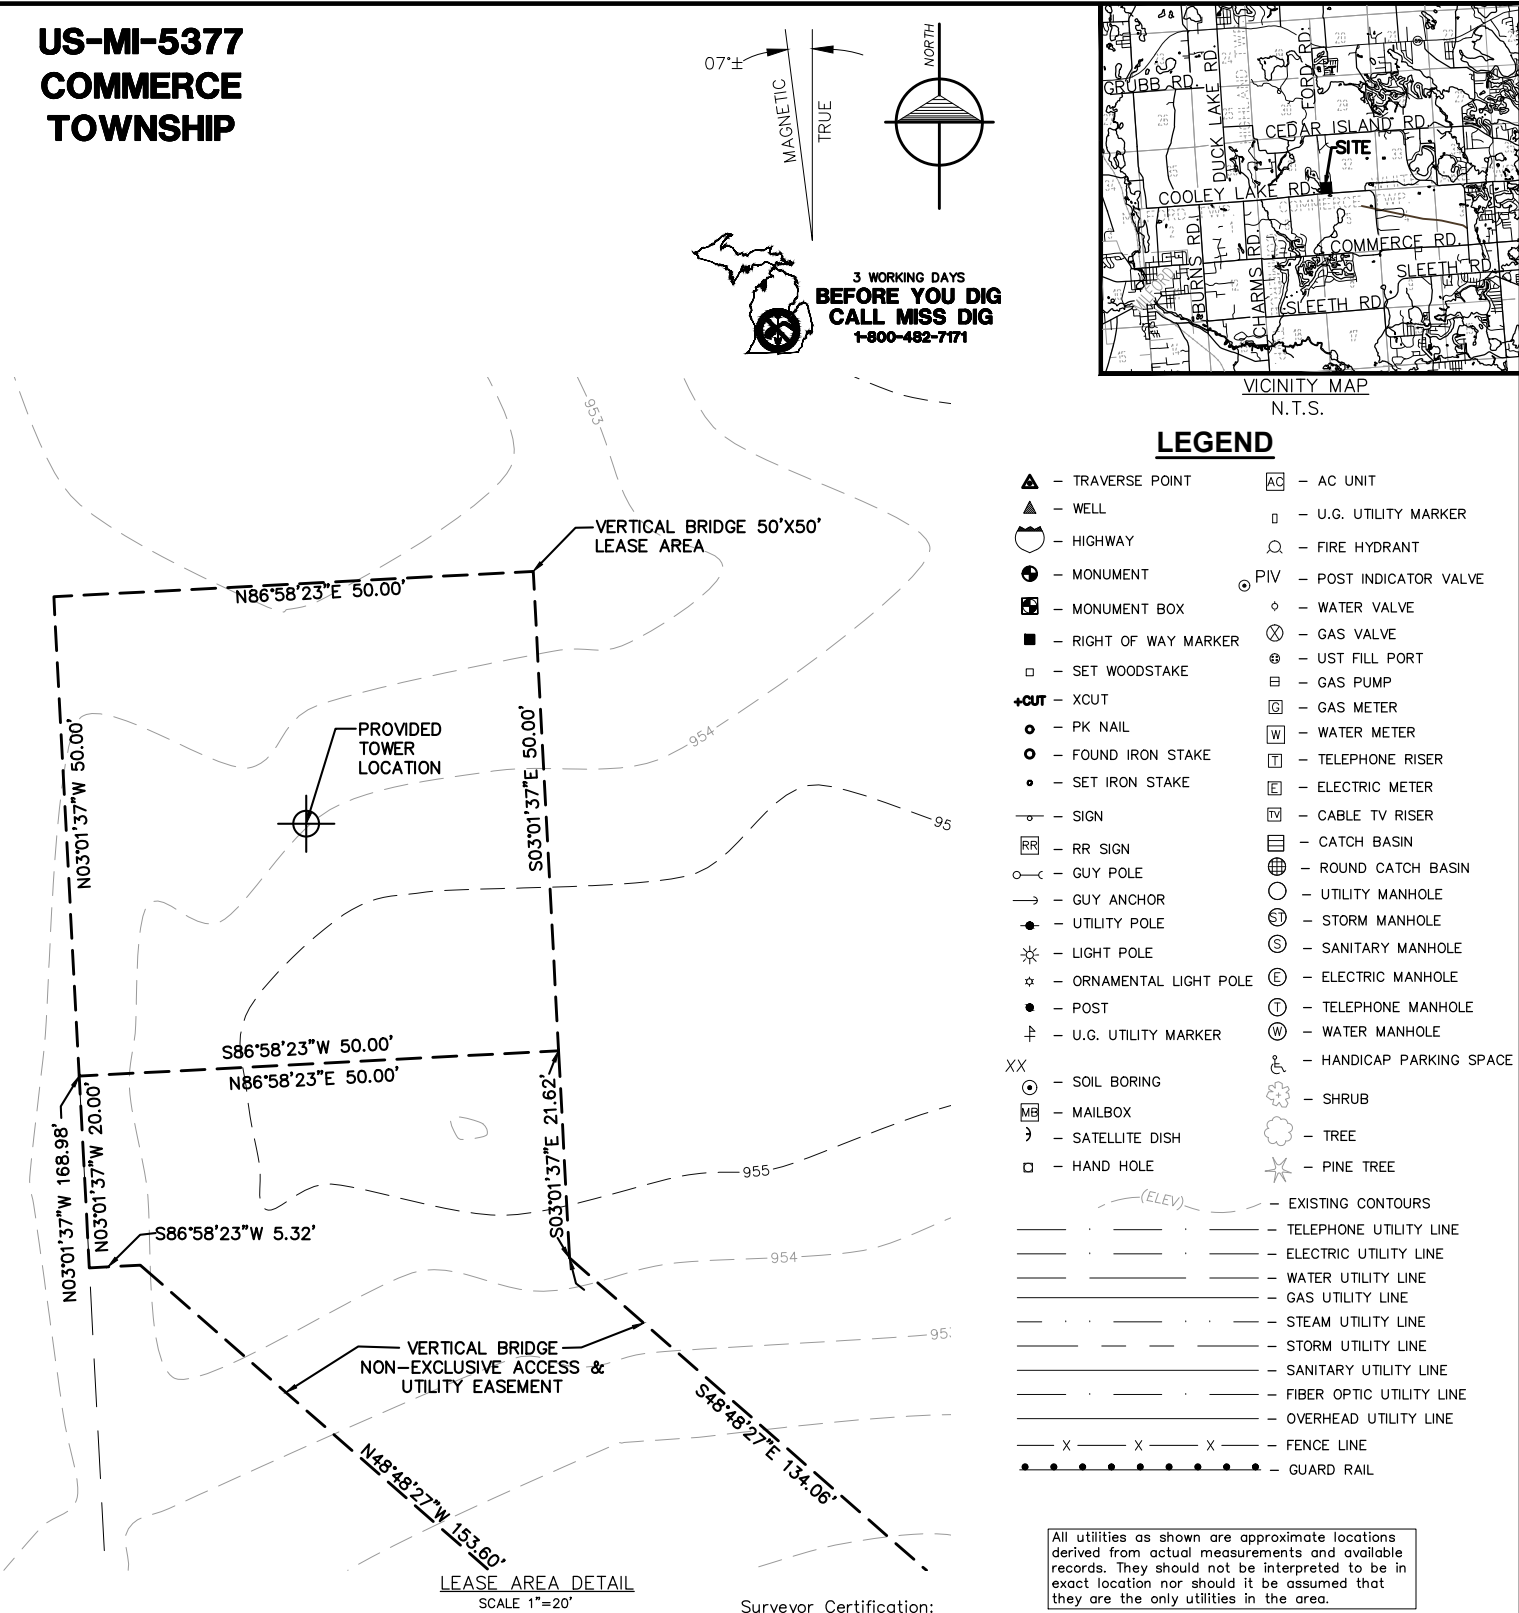 US-MI-5377
COMMERCE
TOWNSHIP
07°±
MAGNETIC
TRUE
NORTH
3 WORKING DAYS
BEFORE YOU DIG
CALL MISS DIG
1-800-482-7171
GRUBB RD.
DUCK LAKE RD.
FORD RD.
CEDAR ISLAND RD.
SITE
COOLEY LAKE RD.
BURNS RD.
CHARMS RD.
COMMERCE RD.
SLEETH RD.
SLEETH RD.
VICINITY MAP
N.T.S.
953
VERTICAL BRIDGE 50'X50'
LEASE AREA
N86°58'23"E 50.00'
N03°01'37"W 50.00'
S03°01'37"E 50.00'
PROVIDED
TOWER
LOCATION
954
95
S86°58'23"W 50.00'
N86°58'23"E 50.00'
N03°01'37"W 168.98'
N03°01'37"W 20.00'
S03°01'37"E 21.62'
955
S86°58'23"W 5.32'
954
95
VERTICAL BRIDGE
NON-EXCLUSIVE ACCESS &
UTILITY EASEMENT
N48°48'27"W 153.60'
S48°48'27"E 134.06'
LEASE AREA DETAIL
SCALE 1"=20'
Surveyor Certification:
LEGEND
– TRAVERSE POINT
– WELL
– HIGHWAY
– MONUMENT
– MONUMENT BOX
– RIGHT OF WAY MARKER
– SET WOODSTAKE
+CUT – XCUT
– PK NAIL
– FOUND IRON STAKE
– SET IRON STAKE
– SIGN
RR – RR SIGN
– GUY POLE
– GUY ANCHOR
– UTILITY POLE
– LIGHT POLE
– ORNAMENTAL LIGHT POLE
– POST
– U.G. UTILITY MARKER
XX
– SOIL BORING
MB – MAILBOX
– SATELLITE DISH
– HAND HOLE
AC – AC UNIT
– U.G. UTILITY MARKER
– FIRE HYDRANT
PIV – POST INDICATOR VALVE
– WATER VALVE
– GAS VALVE
– UST FILL PORT
– GAS PUMP
G – GAS METER
W – WATER METER
T – TELEPHONE RISER
E – ELECTRIC METER
TV – CABLE TV RISER
– CATCH BASIN
– ROUND CATCH BASIN
– UTILITY MANHOLE
ST – STORM MANHOLE
S – SANITARY MANHOLE
E – ELECTRIC MANHOLE
T – TELEPHONE MANHOLE
W – WATER MANHOLE
– HANDICAP PARKING SPACE
– SHRUB
– TREE
– PINE TREE
(ELEV) – EXISTING CONTOURS
– TELEPHONE UTILITY LINE
– ELECTRIC UTILITY LINE
– WATER UTILITY LINE
– GAS UTILITY LINE
– STEAM UTILITY LINE
– STORM UTILITY LINE
– SANITARY UTILITY LINE
– FIBER OPTIC UTILITY LINE
– OVERHEAD UTILITY LINE
X X X – FENCE LINE
– GUARD RAIL
All utilities as shown are approximate locations
derived from actual measurements and available
records. They should not be interpreted to be in
exact location nor should it be assumed that
they are the only utilities in the area.